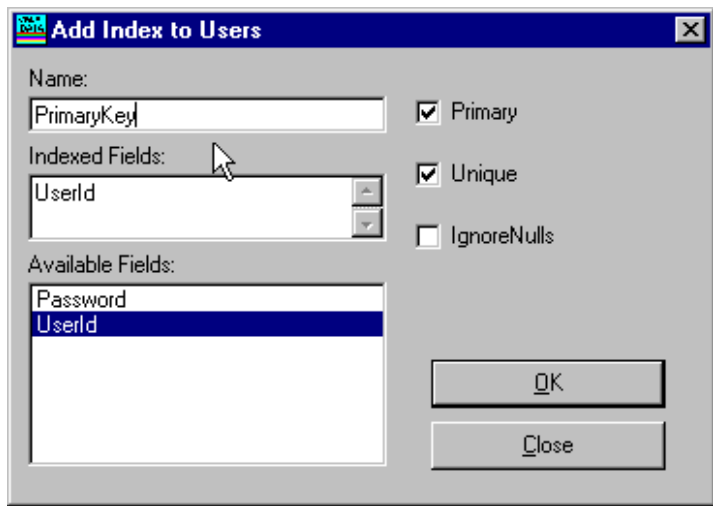 Add Index to Users
Name:
PrimaryKey
Primary
Indexed Fields:
UserId
Unique
IgnoreNulls
Available Fields:
Password
UserId
OK
Close